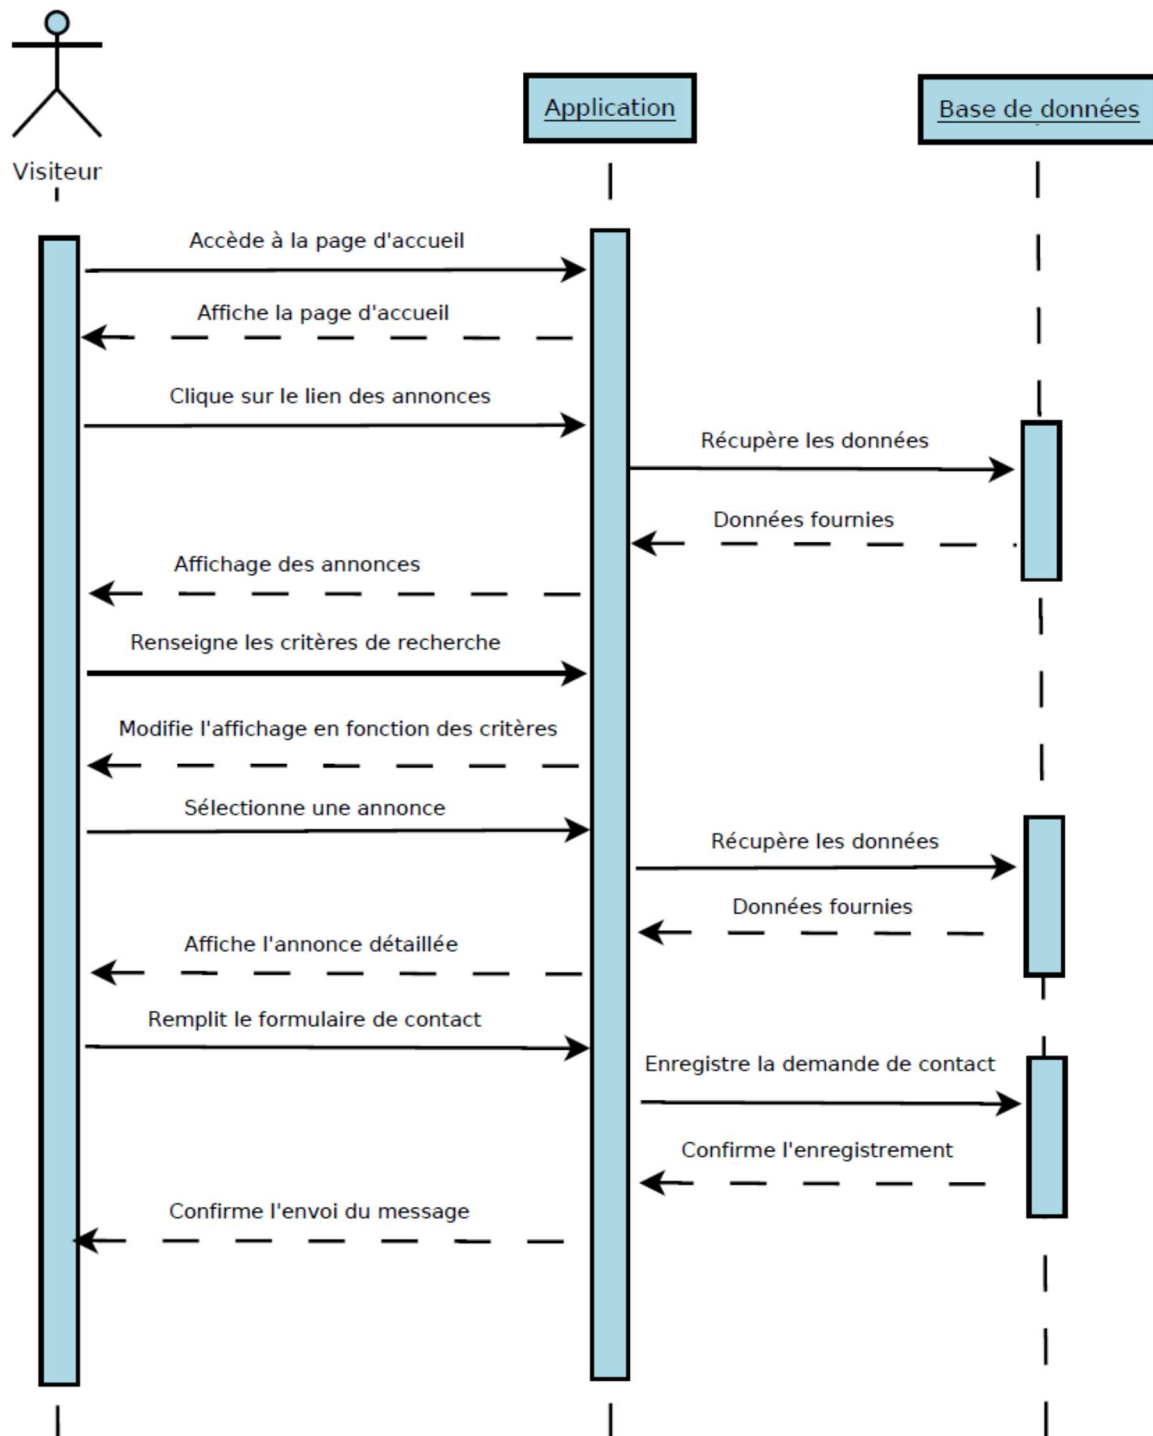 Application
Base de données
Visiteur
Accède à la page d'accueil
Affiche la page d'accueil
Clique sur le lien des annonces
Récupère les données
Données fournies
Affichage des annonces
Renseigne les critères de recherche
Modifie l'affichage en fonction des critères
Sélectionne une annonce
Récupère les données
Données fournies
Affiche l'annonce détaillée
Remplit le formulaire de contact
Enregistre la demande de contact
Confirme l'enregistrement
Confirme l'envoi du message